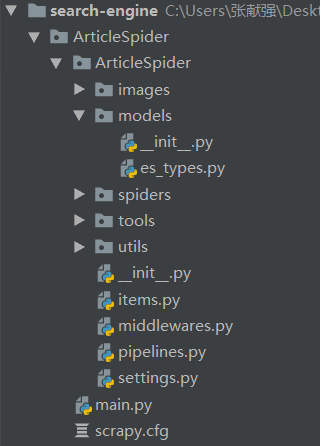 search-engine C:\Users\张献强\Deskt
ArticleSpider
ArticleSpider
images
models
__init__.py
es_types.py
spiders
tools
utils
__init__.py
items.py
middlewares.py
pipelines.py
settings.py
main.py
scrapy.cfg